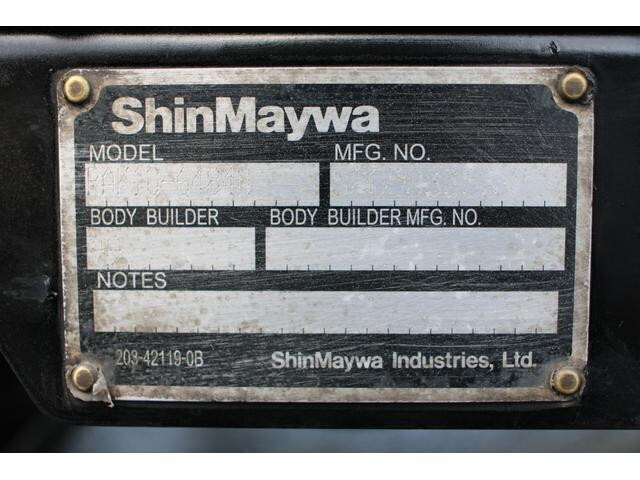 ShinMaywa
MODEL MFG. NO.
BODY BUILDER BODY BUILDER MFG. NO.
NOTES
203-42119-0B ShinMaywa Industries, Ltd.